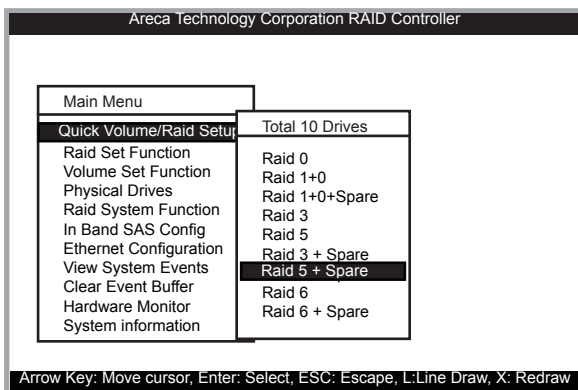 Areca Technology Corporation RAID Controller
Main Menu
Quick Volume/Raid Setup
Raid Set Function
Volume Set Function
Physical Drives
Raid System Function
In Band SAS Config
Ethernet Configuration
View System Events
Clear Event Buffer
Hardware Monitor
System information
Total 10 Drives
Raid 0
Raid 1+0
Raid 1+0+Spare
Raid 3
Raid 5
Raid 3 + Spare
Raid 5 + Spare
Raid 6
Raid 6 + Spare
Arrow Key: Move cursor, Enter: Select, ESC: Escape, L:Line Draw, X: Redraw